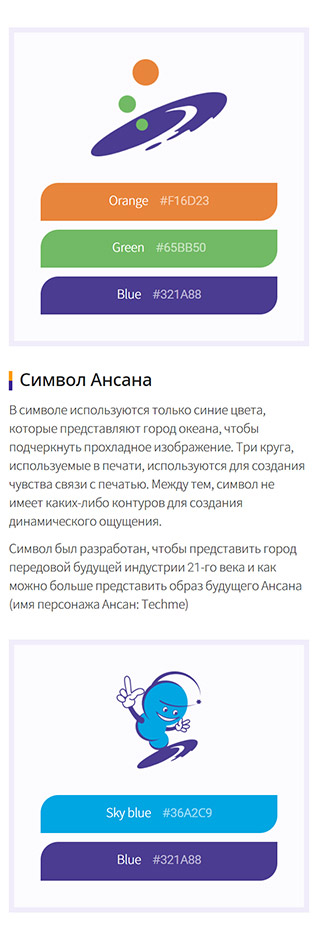 Orange #F16D23
Green #65BB50
Blue #321A88
Символ Ансана
В символе используются только синие цвета,
которые представляют город океана, чтобы
подчеркнуть прохладное изображение. Три круга,
используемые в печати, используются для создания
чувства связи с печатью. Между тем, символ не
имеет каких-либо контуров для создания
динамического ощущения.
Символ был разработан, чтобы представить город
передовой будущей индустрии 21-го века и как
можно больше представить образ будущего Ансана
(имя персонажа Ансан: Techme)
Sky blue #36A2C9
Blue #321A88